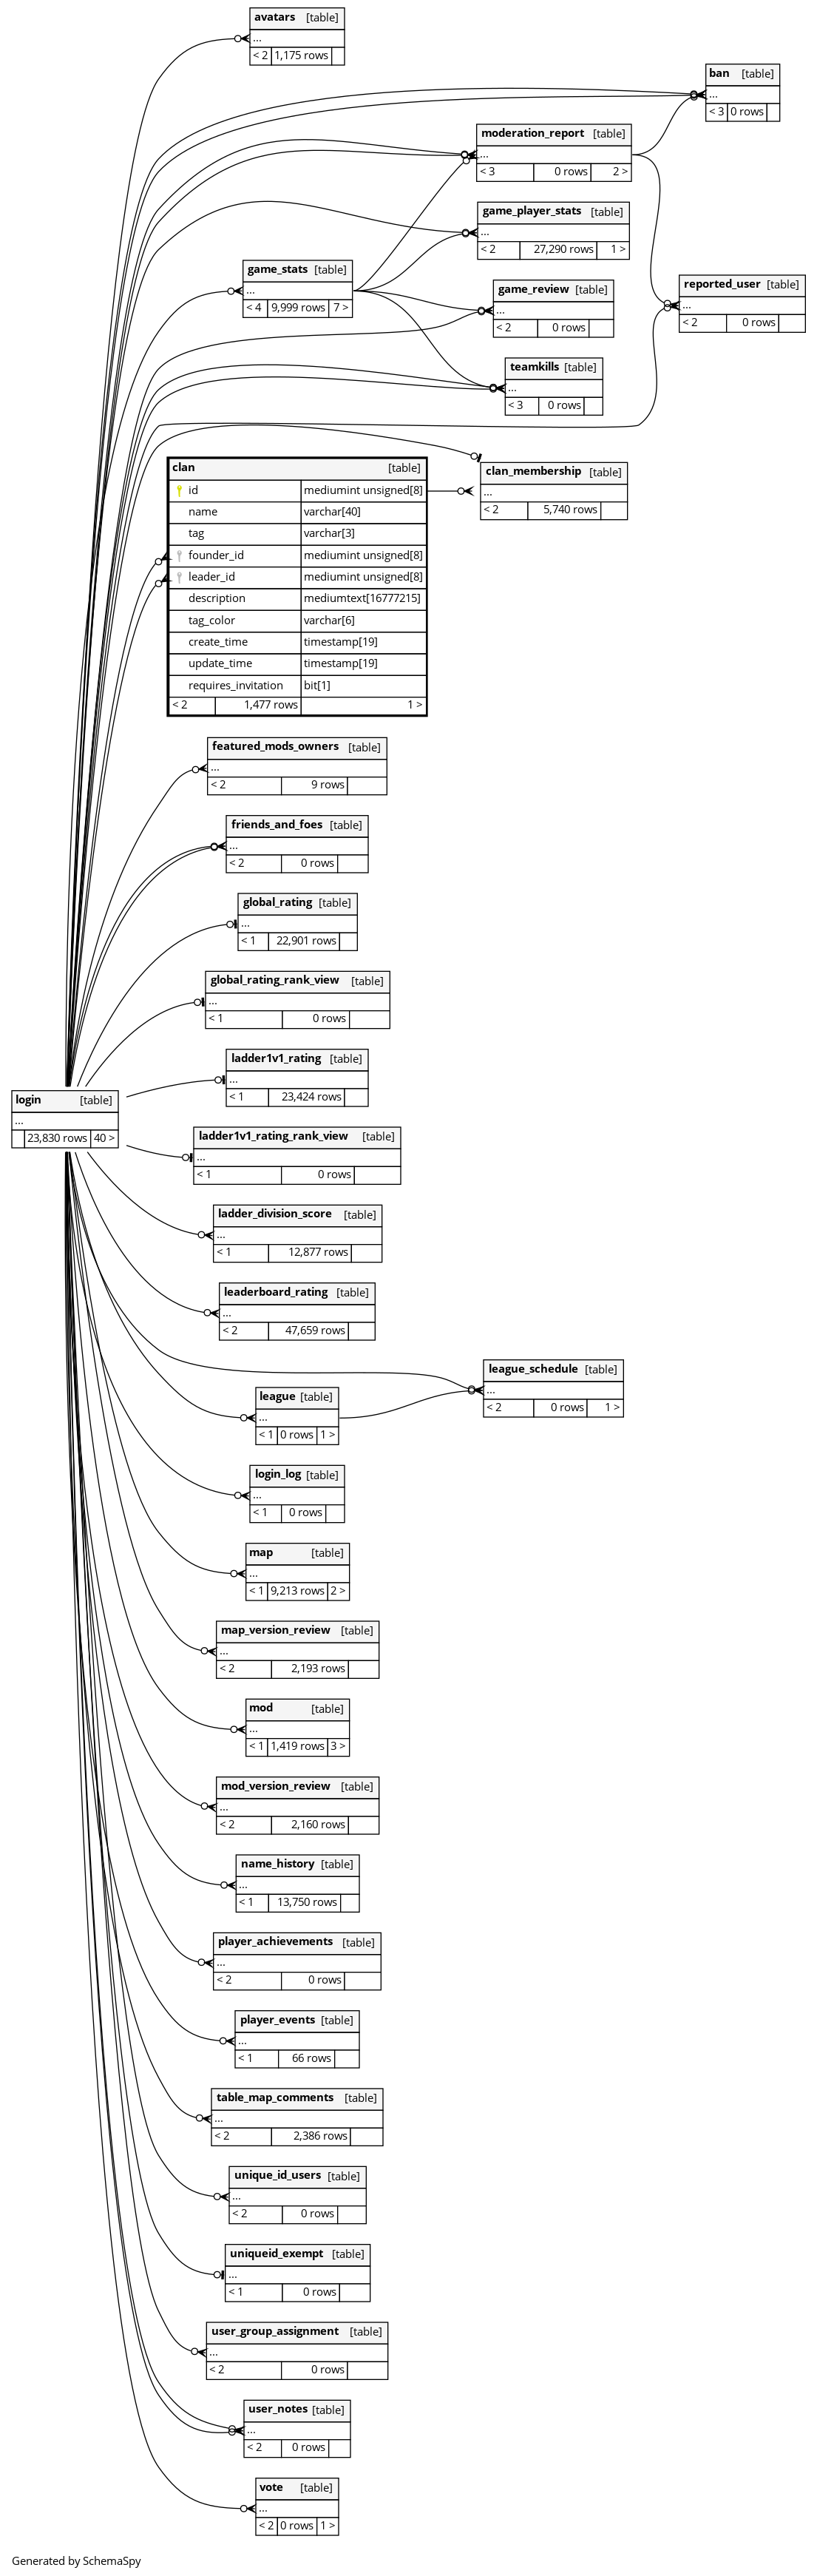 avatars [table]
...
< 2 1,175 rows
ban [table]
...
< 3 0 rows
moderation_report [table]
...
< 3 0 rows 2 >
game_player_stats [table]
...
< 2 27,290 rows 1 >
game_stats [table]
...
< 4 9,999 rows 7 >
game_review [table]
...
< 2 0 rows
reported_user [table]
...
< 2 0 rows
teamkills [table]
...
< 3 0 rows
clan [table]
id mediumint unsigned[8]
name varchar[40]
tag varchar[3]
founder_id mediumint unsigned[8]
leader_id mediumint unsigned[8]
description mediumtext[16777215]
tag_color varchar[6]
create_time timestamp[19]
update_time timestamp[19]
requires_invitation bit[1]
< 2 1,477 rows 1 >
clan_membership [table]
...
< 2 5,740 rows
featured_mods_owners [table]
...
< 2 9 rows
friends_and_foes [table]
...
< 2 0 rows
global_rating [table]
...
< 1 22,901 rows
global_rating_rank_view [table]
...
< 1 0 rows
ladder1v1_rating [table]
...
< 1 23,424 rows
login [table]
...
23,830 rows 40 >
ladder1v1_rating_rank_view [table]
...
< 1 0 rows
ladder_division_score [table]
...
< 1 12,877 rows
leaderboard_rating [table]
...
< 2 47,659 rows
league_schedule [table]
...
< 2 0 rows 1 >
league [table]
...
< 1 0 rows 1 >
login_log [table]
...
< 1 0 rows
map [table]
...
< 1 9,213 rows 2 >
map_version_review [table]
...
< 2 2,193 rows
mod [table]
...
< 1 1,419 rows 3 >
mod_version_review [table]
...
< 2 2,160 rows
name_history [table]
...
< 1 13,750 rows
player_achievements [table]
...
< 2 0 rows
player_events [table]
...
< 1 66 rows
table_map_comments [table]
...
< 2 2,386 rows
unique_id_users [table]
...
< 2 0 rows
uniqueid_exempt [table]
...
< 1 0 rows
user_group_assignment [table]
...
< 2 0 rows
user_notes [table]
...
< 2 0 rows
vote [table]
...
< 2 0 rows 1 >
Generated by SchemaSpy